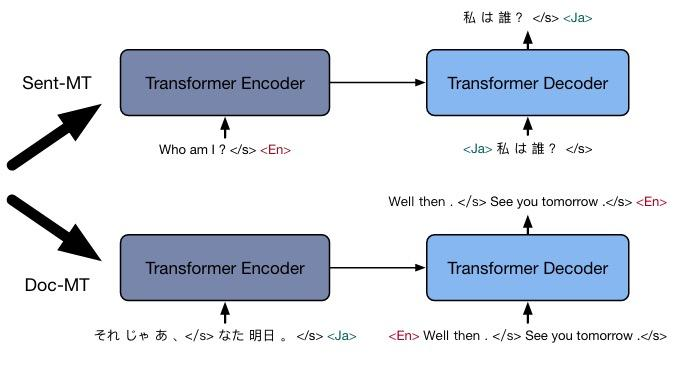 私 は 誰 ? </s> <Ja>
Sent-MT
Transformer Encoder
Transformer Decoder
Who am I ? </s> <En>
<Ja> 私 は 誰 ? </s>
Well then . </s> See you tomorrow .</s> <En>
Transformer Encoder
Transformer Decoder
Doc-MT
それ じゃ あ 、</s> なた 明日 。 </s> <Ja>
<En> Well then . </s> See you tomorrow .</s>